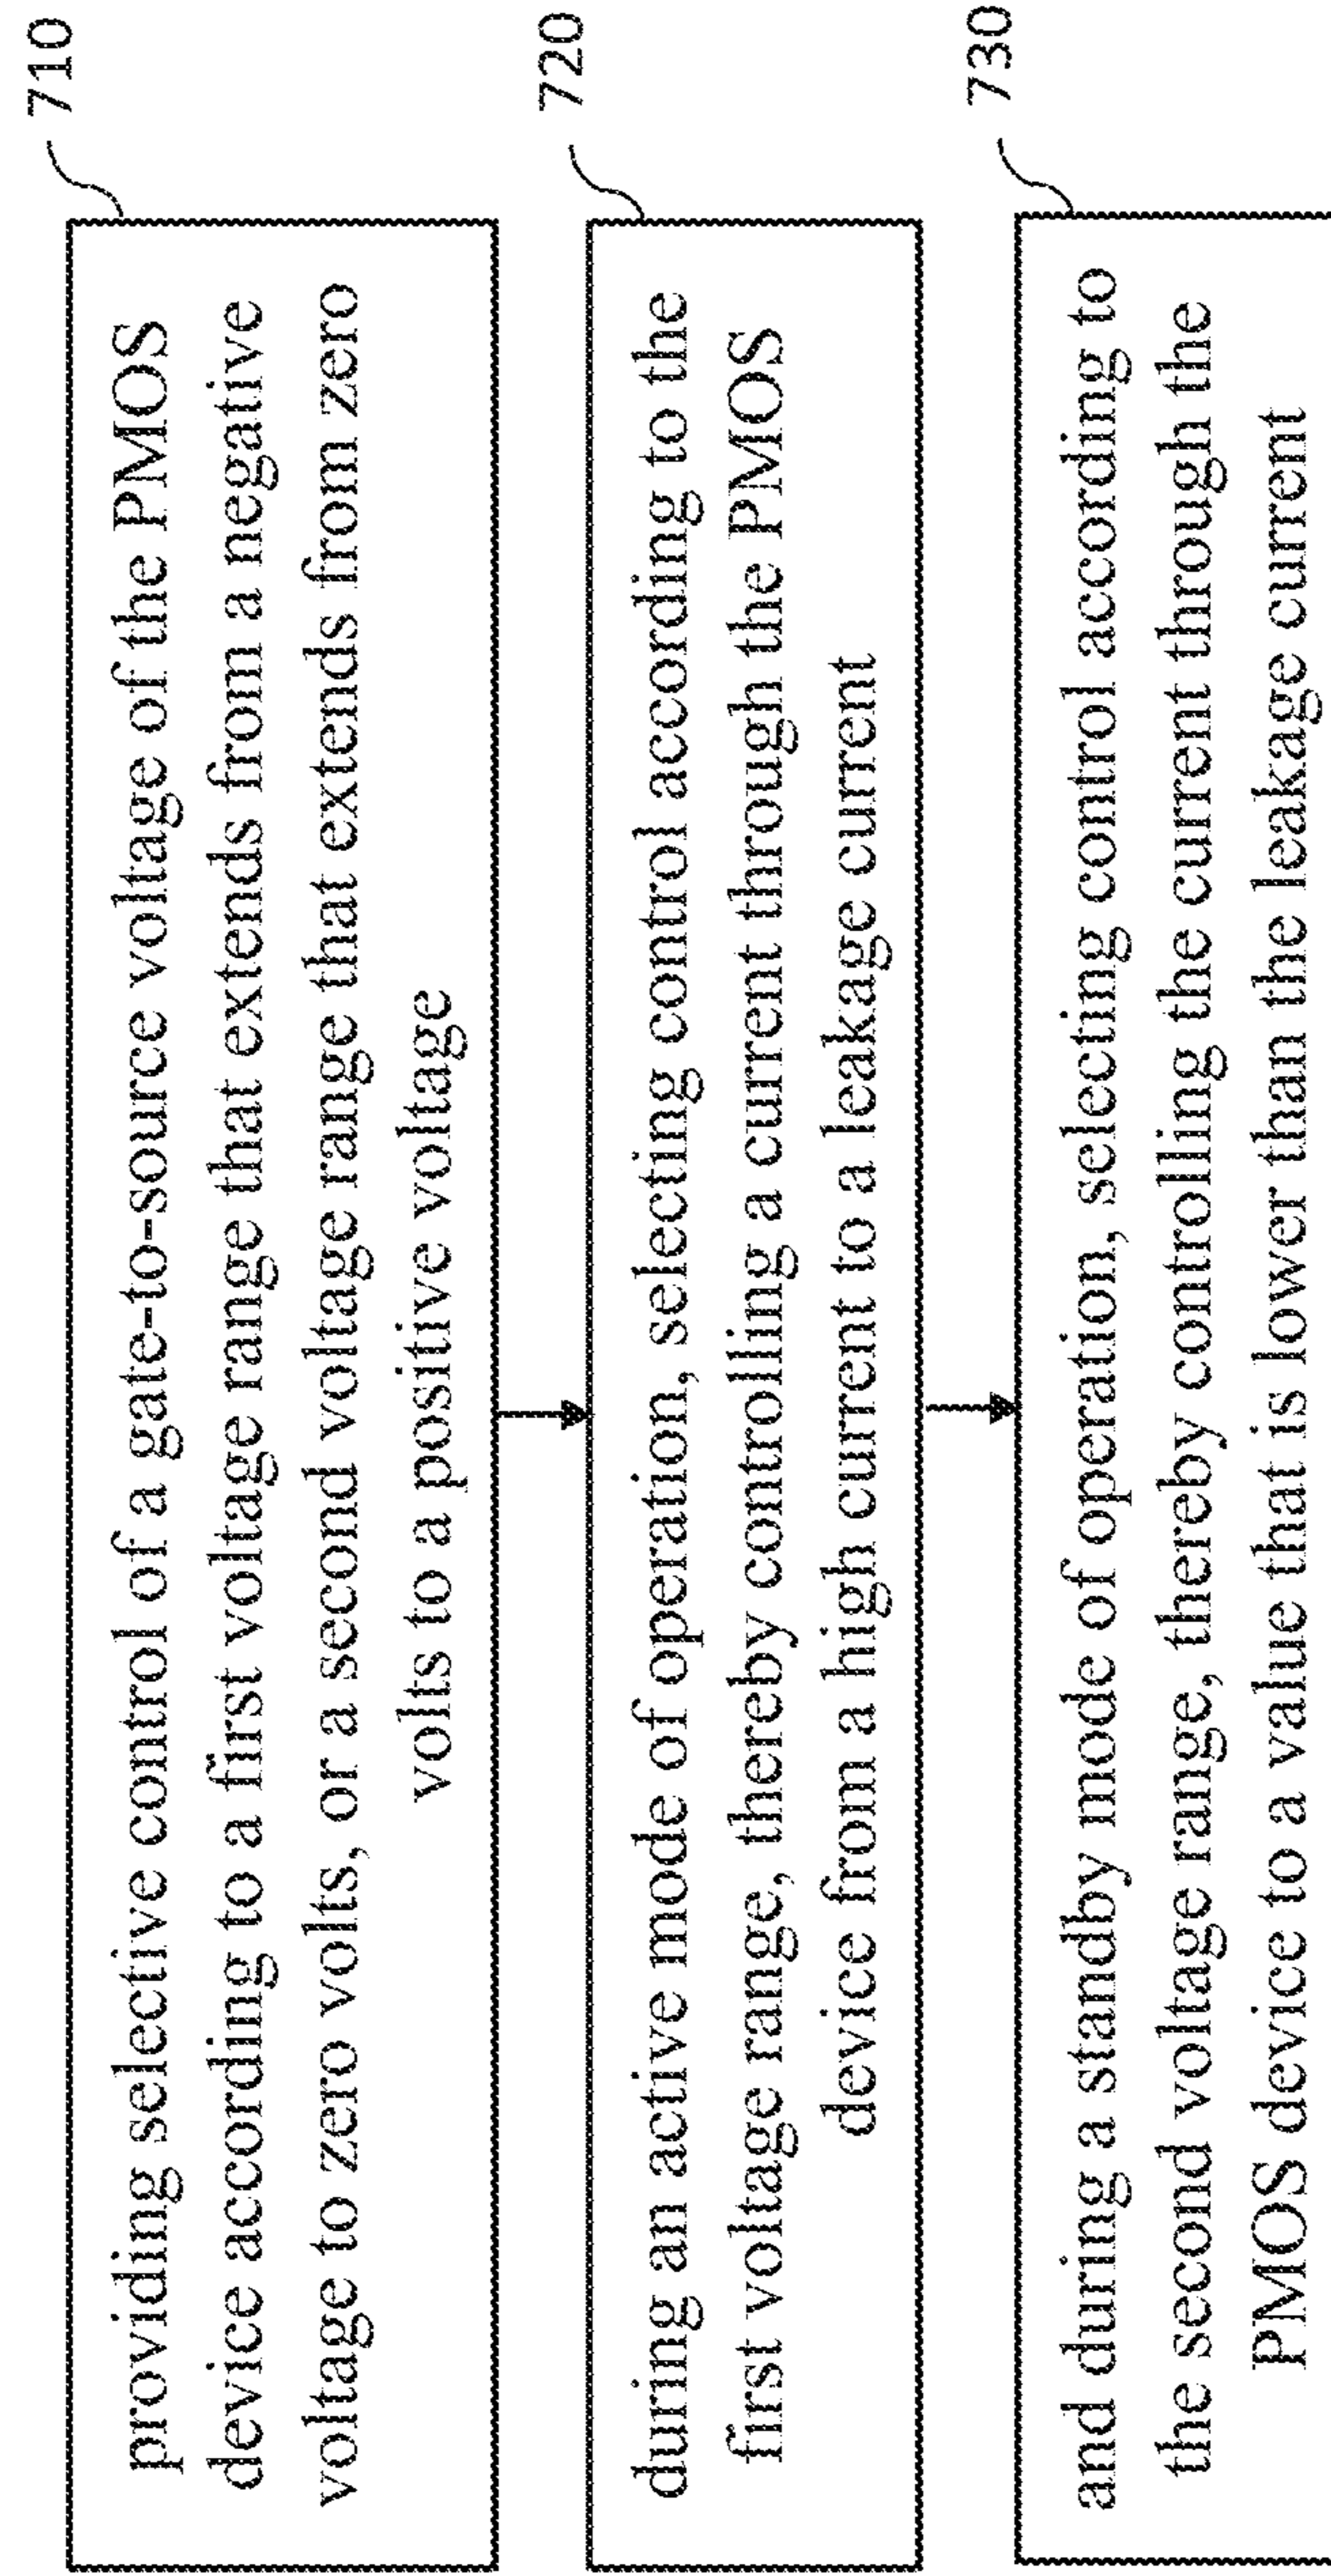 710
providing selective control of a gate-to-source voltage of the PMOS
device according to a first voltage range that extends from a negative
voltage to zero volts, or a second voltage range that extends from zero
volts to a positive voltage
720
during an active mode of operation, selecting control according to the
first voltage range, thereby controlling a current through the PMOS
device from a high current to a leakage current
730
and during a standby mode of operation, selecting control according to
the second voltage range, thereby controlling the current through the
PMOS device to a value that is lower than the leakage current